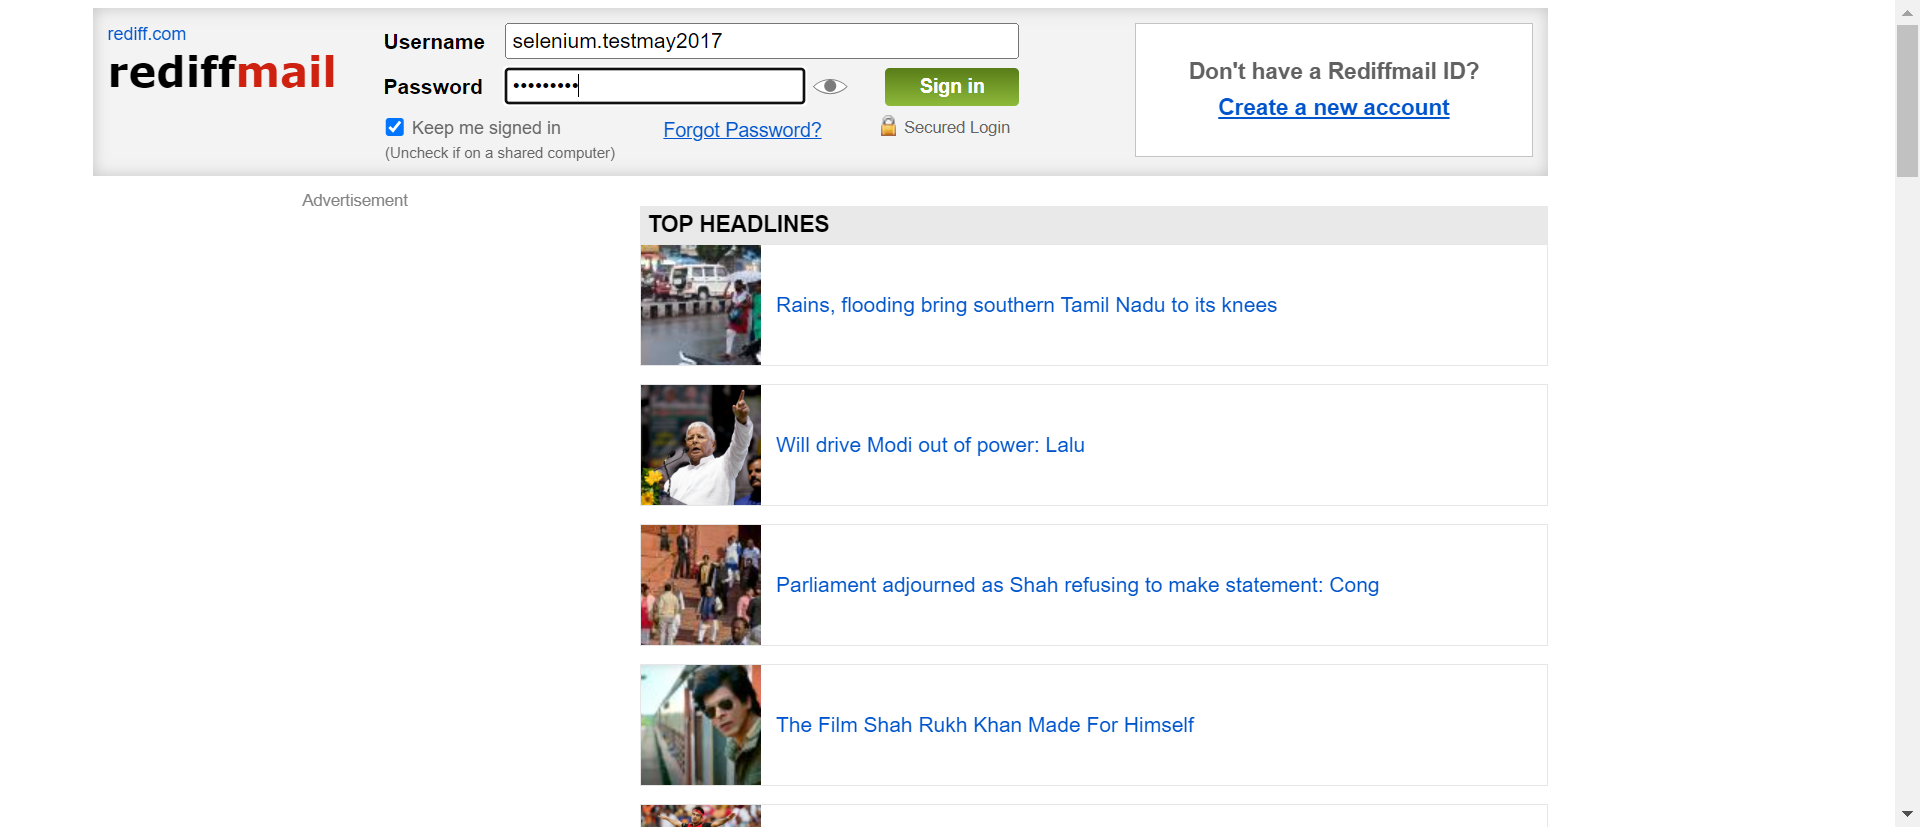 rediff.com
rediffmail
Username
selenium.testmay2017
Password
•••••••••
Sign in
Keep me signed in
(Uncheck if on a shared computer)
Forgot Password?
Secured Login
Don't have a Rediffmail ID?
Create a new account
Advertisement
TOP HEADLINES
Rains, flooding bring southern Tamil Nadu to its knees
Will drive Modi out of power: Lalu
Parliament adjourned as Shah refusing to make statement: Cong
The Film Shah Rukh Khan Made For Himself